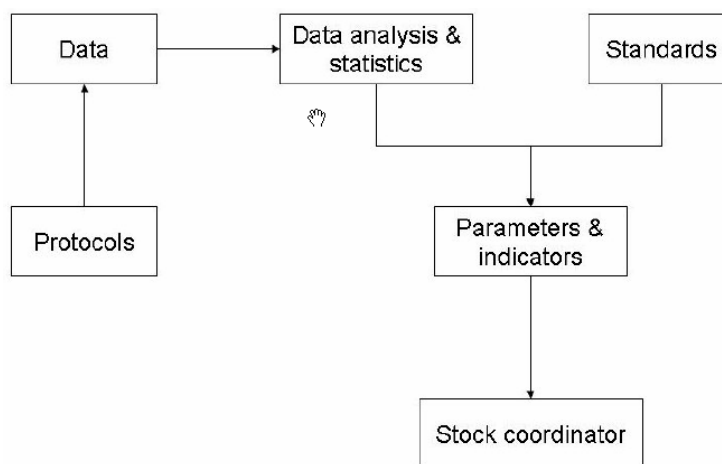 Data
Data analysis &
statistics
Standards
Protocols
Parameters &
indicators
Stock coordinator